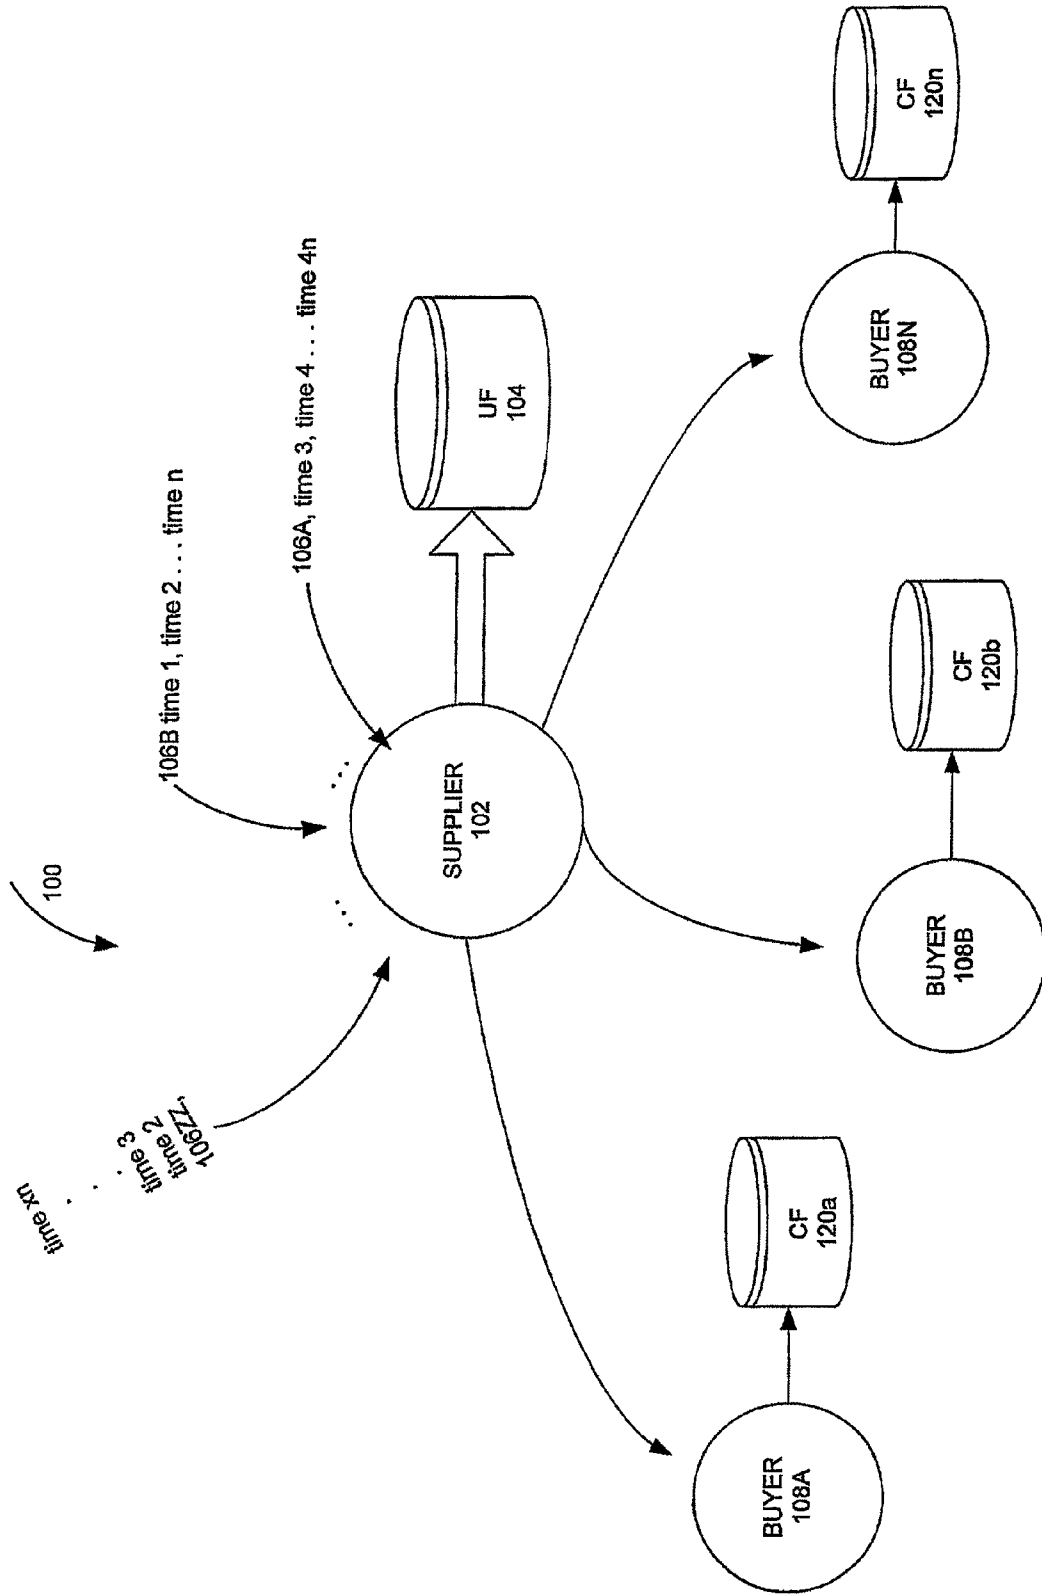 100
time xn
. . .
time 3
time 2
106ZZ,
106B time 1, time 2 . . . time n
106A, time 3, time 4 . . . time 4n
...
...
SUPPLIER
102
UF
104
BUYER
108A
CF
120a
BUYER
108B
CF
120b
BUYER
108N
CF
120n